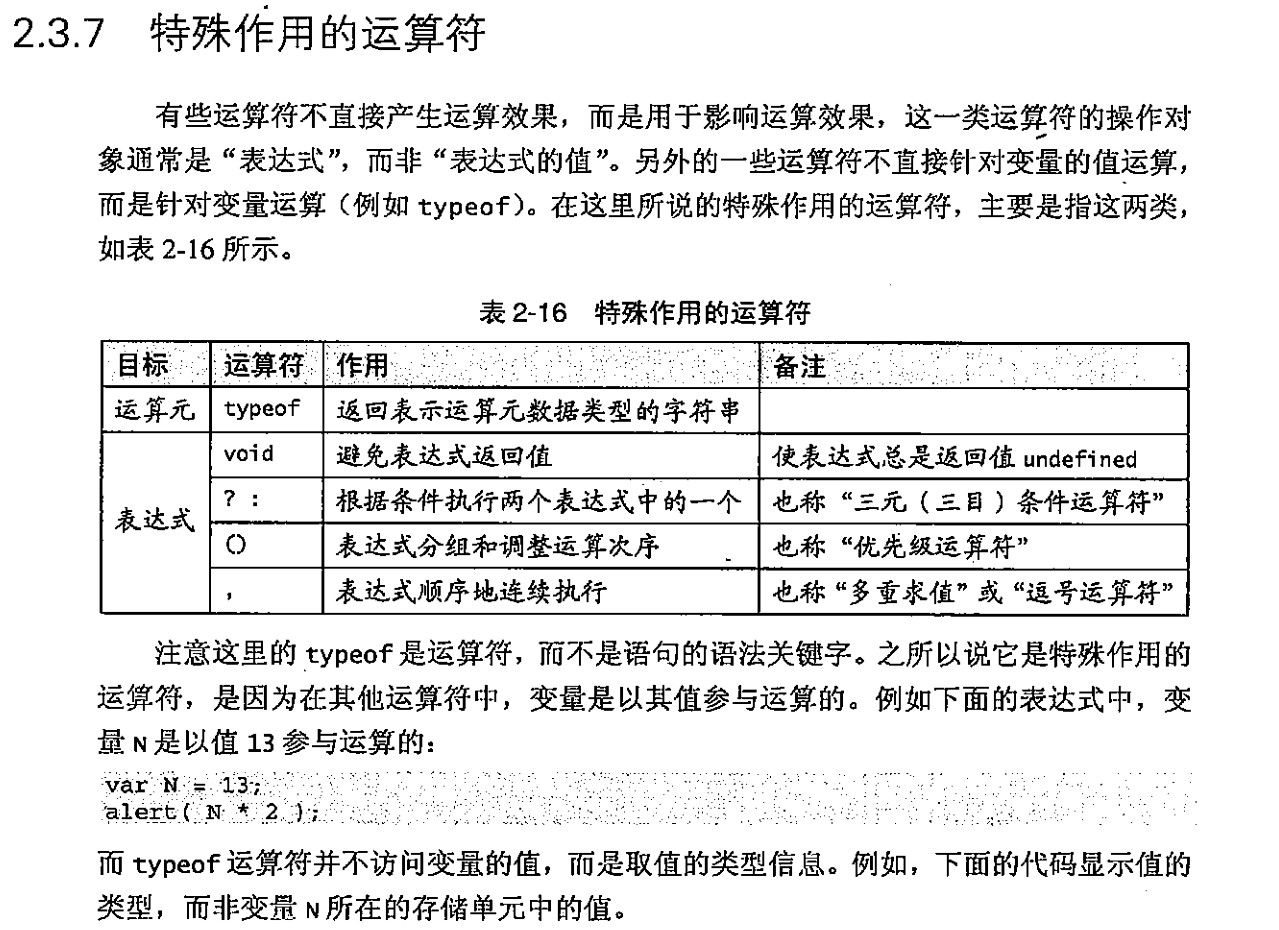 2.3.7 特殊作用的运算符
有些运算符不直接产生运算效果，而是用于影响运算效果，这一类运算符的操作对
象通常是“表达式”，而非“表达式的值”。另外的一些运算符不直接针对变量的值运算，
而是针对变量运算（例如 typeof）。在这里所说的特殊作用的运算符，主要是指这两类，
如表 2-16 所示。
表 2-16 特殊作用的运算符
目标 运算符 作用 备注
运算元 typeof 返回表示运算元数据类型的字符串
表达式 void 避免表达式返回值 使表达式总是返回值 undefined
? : 根据条件执行两个表达式中的一个 也称“三元（三目）条件运算符”
() 表达式分组和调整运算次序 也称“优先级运算符”
, 表达式顺序地连续执行 也称“多重求值”或“逗号运算符”
注意这里的 typeof 是运算符，而不是语句的语法关键字。之所以说它是特殊作用的
运算符，是因为在其他运算符中，变量是以其值参与运算的。例如下面的表达式中，变
量 N 是以值 13 参与运算的：
var N = 13;
alert( N * 2 );
而 typeof 运算符并不访问变量的值，而是取值的类型信息。例如，下面的代码显示值的
类型，而非变量 N 所在的存储单元中的值。